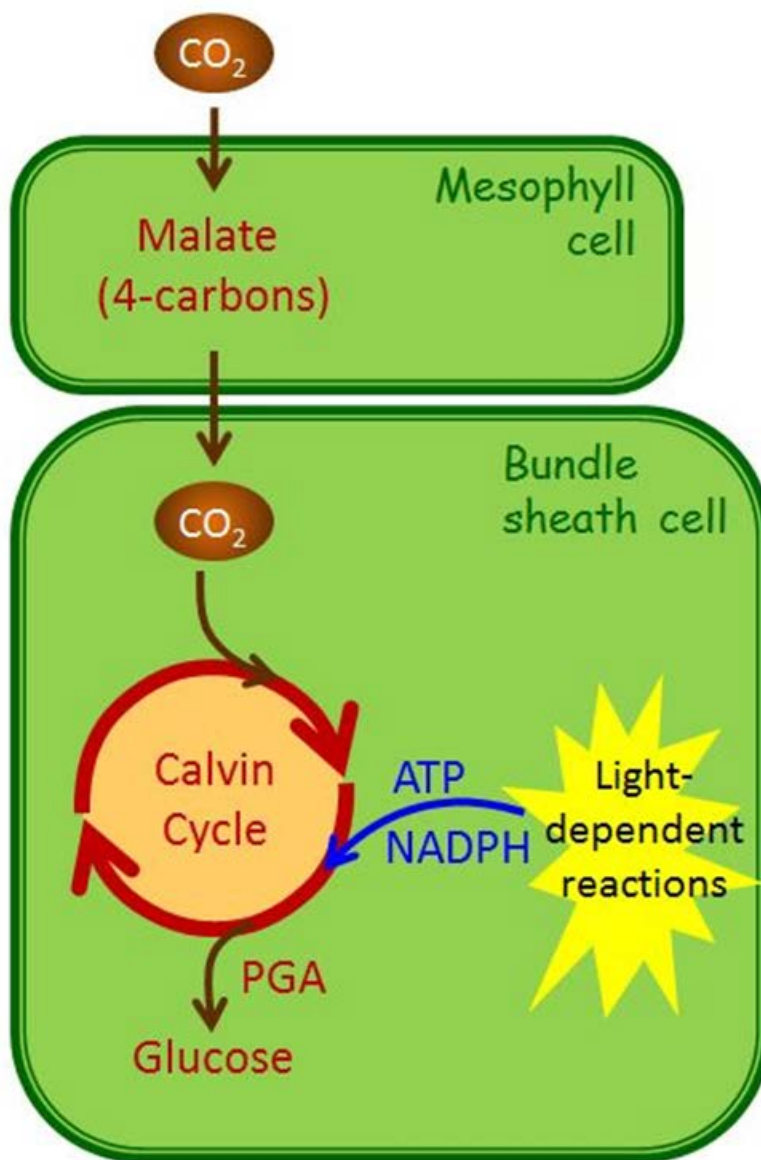 CO₂
Mesophyll
cell
Malate
(4-carbons)
Bundle
sheath cell
CO₂
Calvin
Cycle
ATP
NADPH
Light-
dependent
reactions
PGA
Glucose